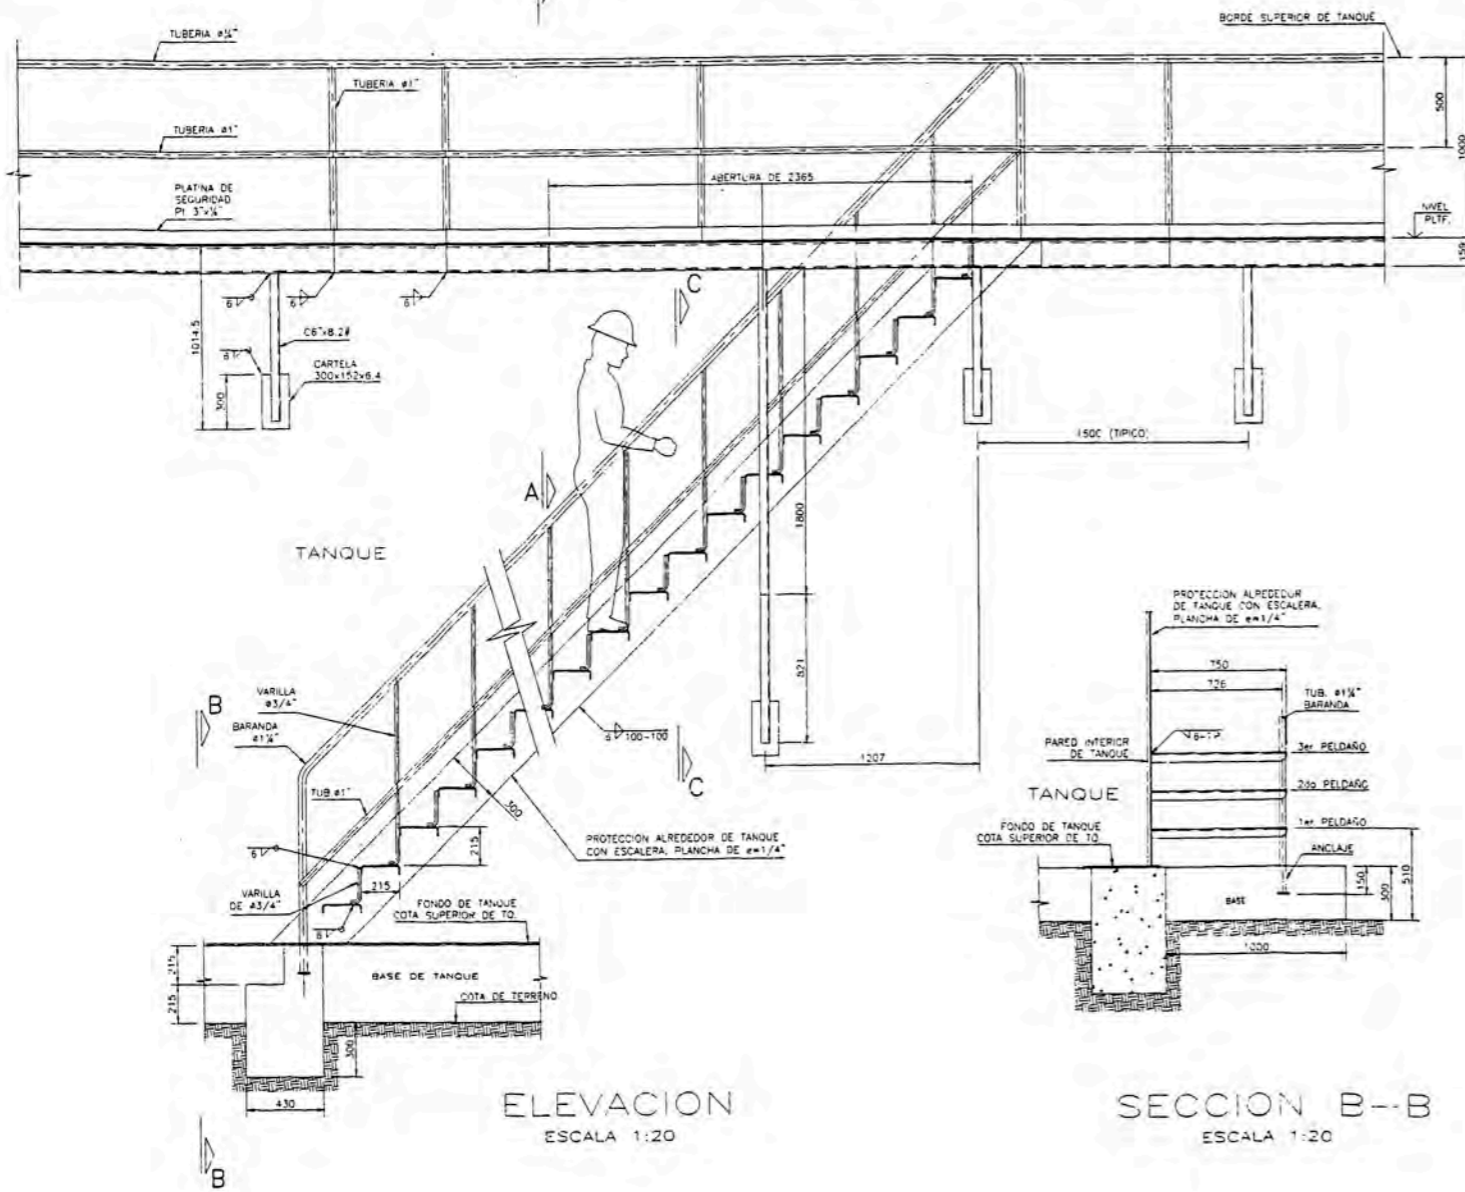 BORDE SUPERIOR DE TANQUE
TUBERIA ø1¼"
TUBERIA ø1"
TUBERIA ø1"
500
1000
PLATINA DE
SEGURIDAD
Pl 3"x¼"
ABERTURA DE 2365
NIVEL
PLTF.
159
6
6
6
C
1014.5
C6"x8.2#
6
CARTELA
300x152x6.4
300
1500 (TIPICO)
A
1800
TANQUE
821
PROTECCION ALREDEDOR
DE TANQUE CON ESCALERA,
PLANCHA DE e=1/4"
750
726
TUB. ø1¼"
BARANDA
B
VARILLA
ø3/4"
BARANDA
ø1¼"
6 100-100
C
1207
PARED INTERIOR
DE TANQUE
3er PELDAÑO
2do PELDAÑO
1er PELDAÑO
TANQUE
TUB.ø1"
300
215
PROTECCION ALREDEDOR DE TANQUE
CON ESCALERA, PLANCHA DE e=1/4"
FONDO DE TANQUE
COTA SUPERIOR DE TQ.
ANCLAJE
150
300
510
BASE
1000
6
215
VARILLA
DE ø3/4"
6
FONDO DE TANQUE
COTA SUPERIOR DE TQ.
215
BASE DE TANQUE
215
COTA DE TERRENO
300
430
ELEVACION
ESCALA 1:20
SECCION B--B
ESCALA 1:20
B